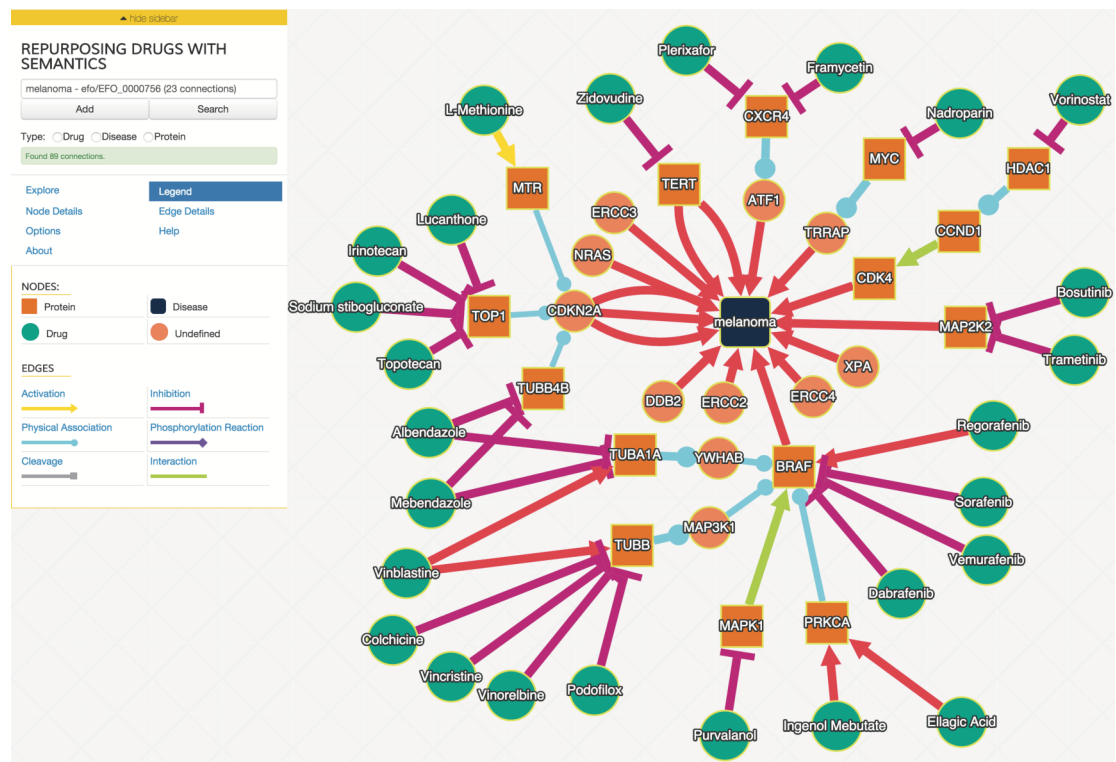 hide sidebar
REPURPOSING DRUGS WITH
SEMANTICS
melanoma - efo/EFO_0000756 (23 connections)
Add
Search
Type: Drug Disease Protein
Found 89 connections.
Explore
Legend
Node Details
Edge Details
Options
Help
About
NODES:
Protein
Disease
Drug
Undefined
EDGES
Activation
Inhibition
Physical Association
Phosphorylation Reaction
Cleavage
Interaction
Plerixafor
Framycetin
Zidovudine
L-Methionine
Nadroparin
Vorinostat
CXCR4
MYC
HDAC1
MTR
TERT
ATF1
ERCC3
Lucanthone
TRRAP
CCND1
Irinotecan
NRAS
CDK4
Bosutinib
Sodium stibogluconate
TOP1
CDKN2A
melanoma
MAP2K2
Topotecan
Trametinib
XPA
TUBB4B
DDB2
ERCC2
ERCC4
Albendazole
Regorafenib
TUBA1A
YWHAB
BRAF
Mebendazole
Sorafenib
MAP3K1
TUBB
Vemurafenib
Vinblastine
Dabrafenib
MAPK1
PRKCA
Colchicine
Vincristine
Vinorelbine
Podofilox
Purvalanol
Ingenol Mebutate
Ellagic Acid